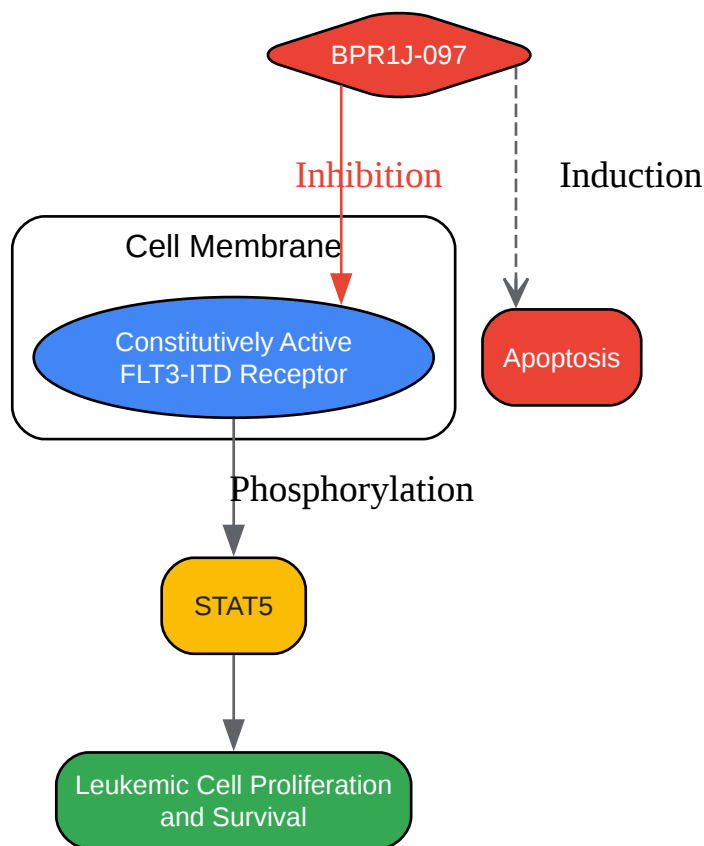 BPR1J-097
Inhibition
Induction
Cell Membrane
Constitutively Active
FLT3-ITD Receptor
Apoptosis
Phosphorylation
STAT5
Leukemic Cell Proliferation
and Survival